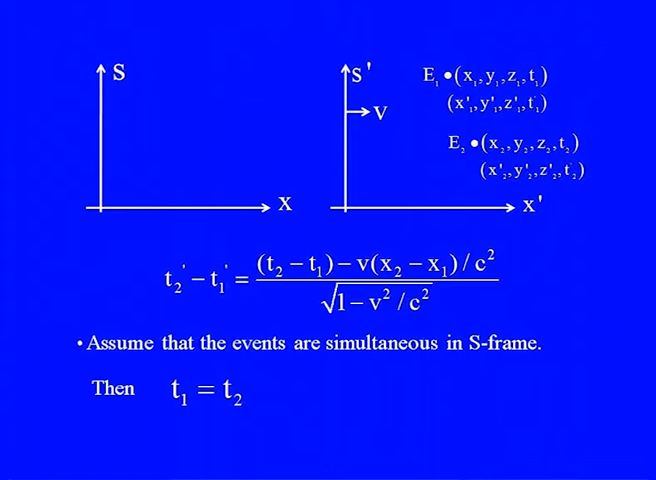 S
S'
v
x
x'
E₁ •(x₁,y₁,z₁,t₁)
(x'₁,y'₁,z'₁,t'₁)
E₂ •(x₂,y₂,z₂,t₂)
(x'₂,y'₂,z'₂,t'₂)
t₂' − t₁' = ((t₂ − t₁) − v(x₂ − x₁) / c²) / √(1 − v² / c²)
• Assume that the events are simultaneous in S-frame.
Then t₁ = t₂